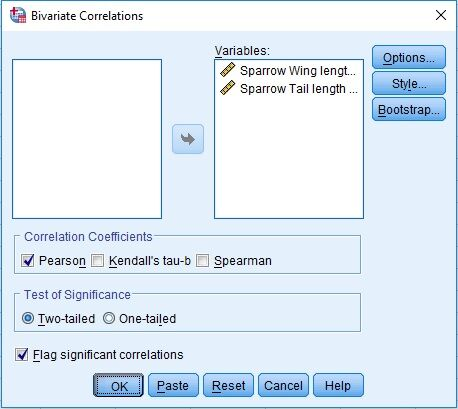 Bivariate Correlations
Variables:
Sparrow Wing lengt...
Sparrow Tail length ...
Options...
Style...
Bootstrap...
Correlation Coefficients
Pearson Kendall's tau-b Spearman
Test of Significance
Two-tailed One-tailed
Flag significant correlations
OK Paste Reset Cancel Help